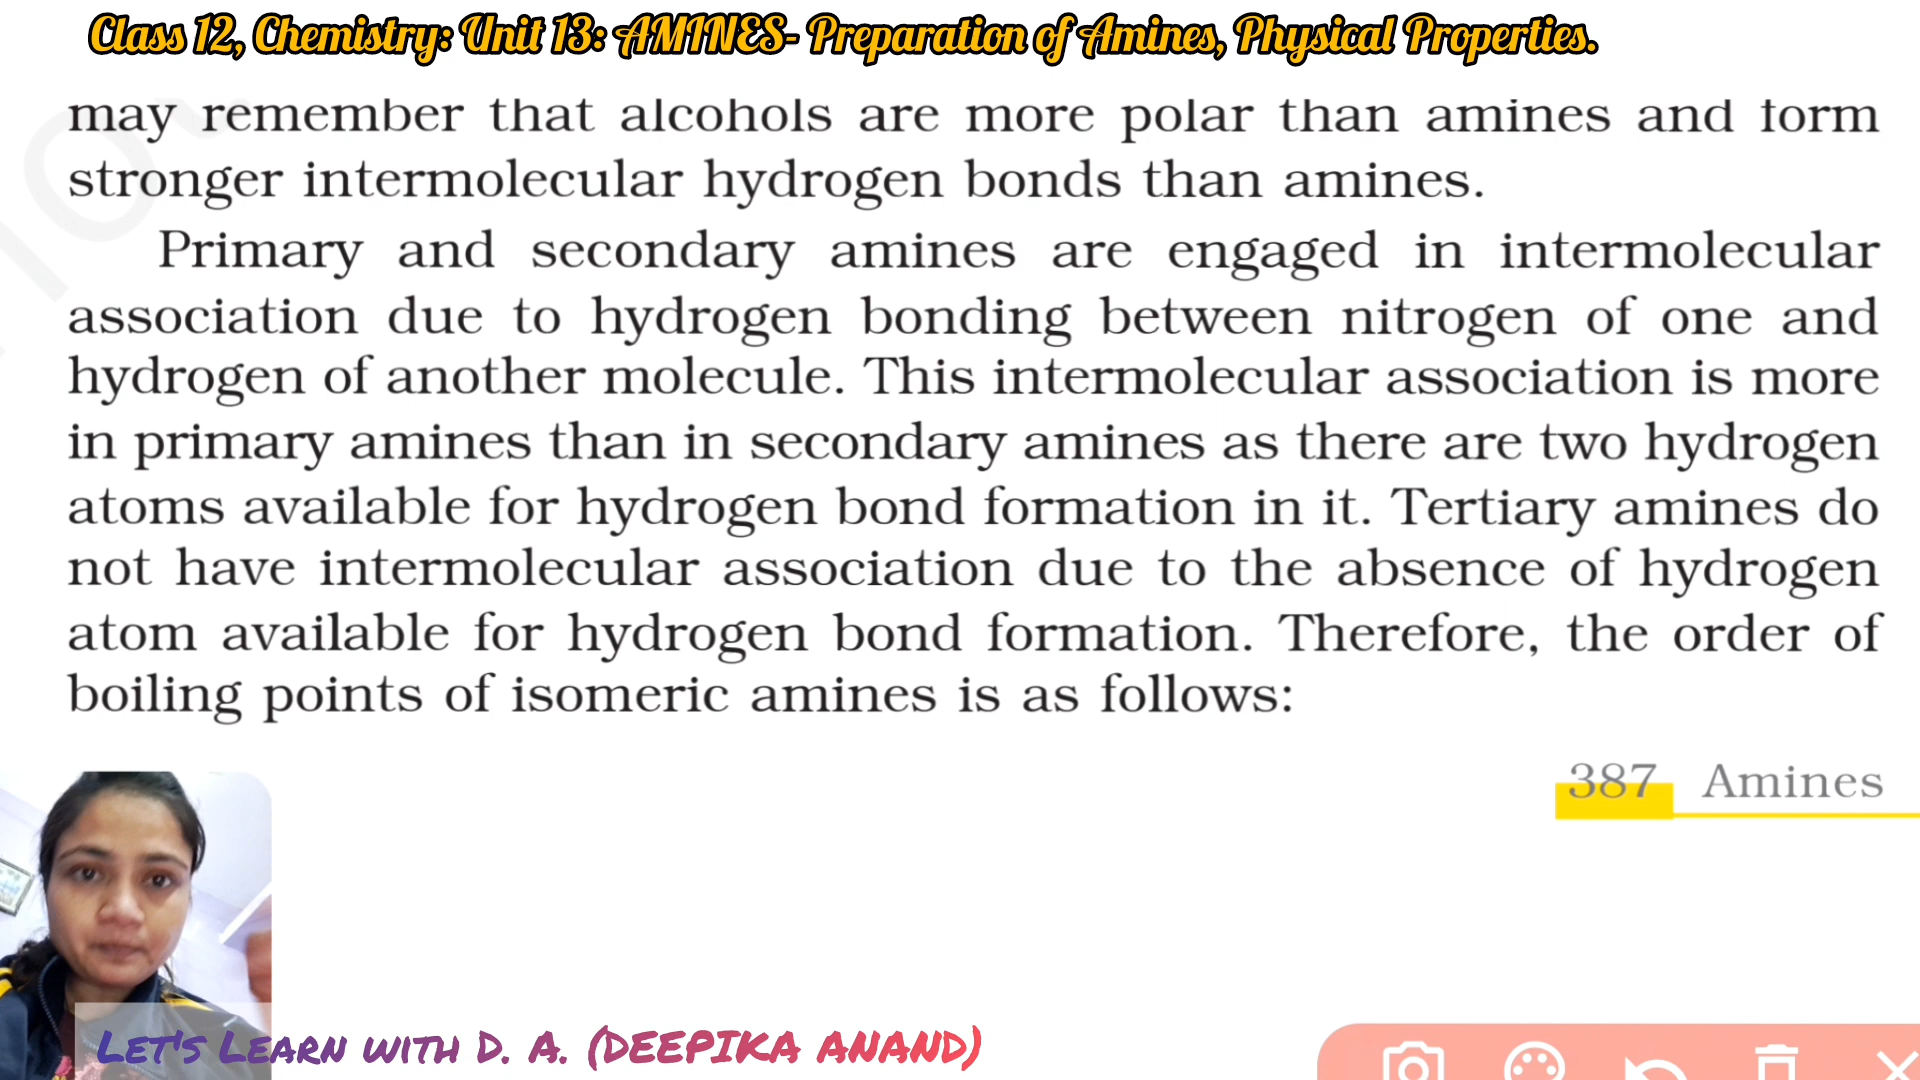 Class 12, Chemistry: Unit 13: AMINES- Preparation of Amines, Physical Properties.
may remember that alcohols are more polar than amines and form
stronger intermolecular hydrogen bonds than amines.
Primary and secondary amines are engaged in intermolecular
association due to hydrogen bonding between nitrogen of one and
hydrogen of another molecule. This intermolecular association is more
in primary amines than in secondary amines as there are two hydrogen
atoms available for hydrogen bond formation in it. Tertiary amines do
not have intermolecular association due to the absence of hydrogen
atom available for hydrogen bond formation. Therefore, the order of
boiling points of isomeric amines is as follows:
387 Amines
LET'S LEARN WITH D. A. (DEEPIKA ANAND)